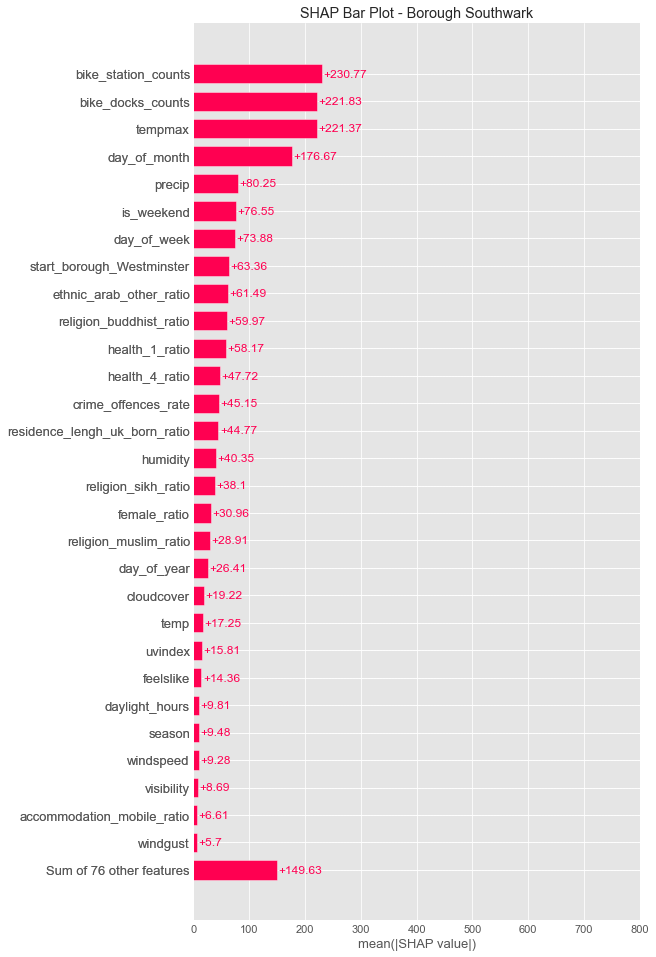 SHAP Bar Plot - Borough Southwark
bike_station_counts +230.77
bike_docks_counts +221.83
tempmax +221.37
day_of_month +176.67
precip +80.25
is_weekend +76.55
day_of_week +73.88
start_borough_Westminster +63.36
ethnic_arab_other_ratio +61.49
religion_buddhist_ratio +59.97
health_1_ratio +58.17
health_4_ratio +47.72
crime_offences_rate +45.15
residence_lengh_uk_born_ratio +44.77
humidity +40.35
religion_sikh_ratio +38.1
female_ratio +30.96
religion_muslim_ratio +28.91
day_of_year +26.41
cloudcover +19.22
temp +17.25
uvindex +15.81
feelslike +14.36
daylight_hours +9.81
season +9.48
windspeed +9.28
visibility +8.69
accommodation_mobile_ratio +6.61
windgust +5.7
Sum of 76 other features +149.63
0 100 200 300 400 500 600 700 800
mean(|SHAP value|)